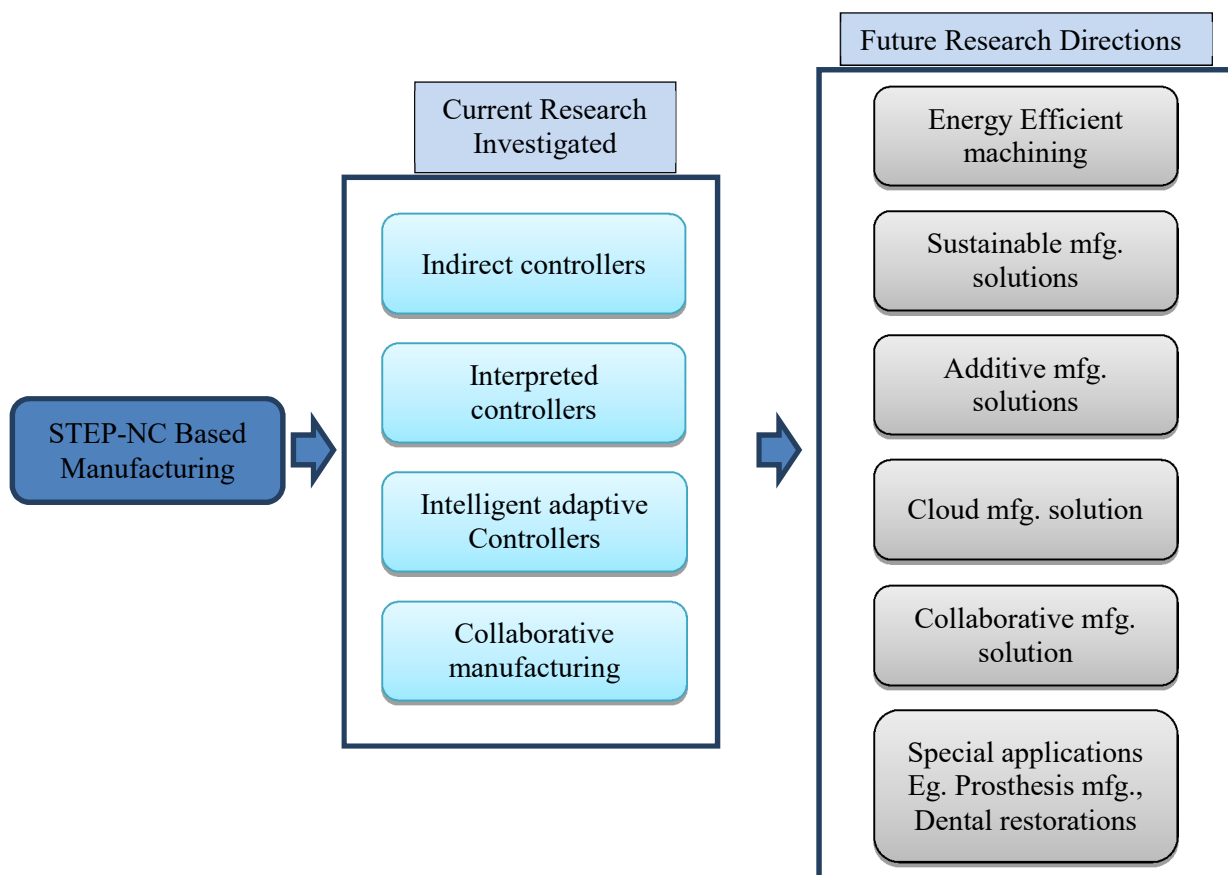 STEP-NC Based
Manufacturing
Current Research
Investigated
Indirect controllers
Interpreted
controllers
Intelligent adaptive
Controllers
Collaborative
manufacturing
Future Research Directions
Energy Efficient
machining
Sustainable mfg.
solutions
Additive mfg.
solutions
Cloud mfg. solution
Collaborative mfg.
solution
Special applications
Eg. Prosthesis mfg.,
Dental restorations